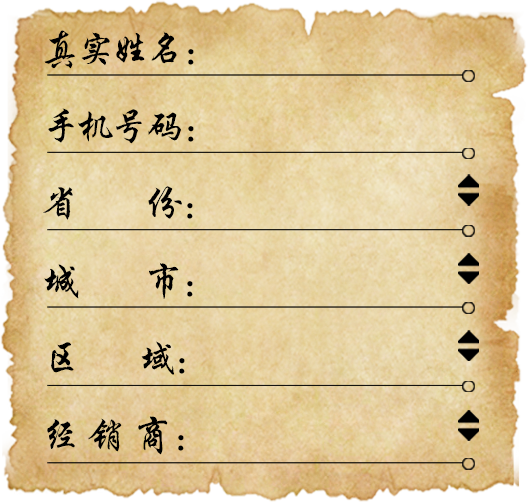 真实姓名：
手机号码：
省 份：
城 市：
区 域：
经销商：